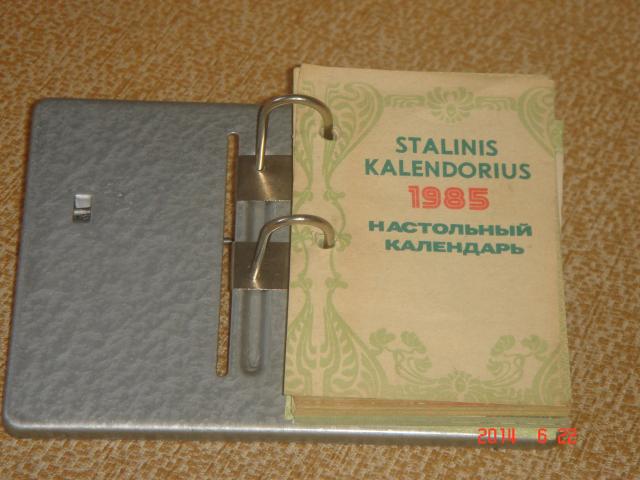 STALINIS
KALENDORIUS
1985
НАСТОЛЬНЫЙ
КАЛЕНДАРЬ
2014 6 22